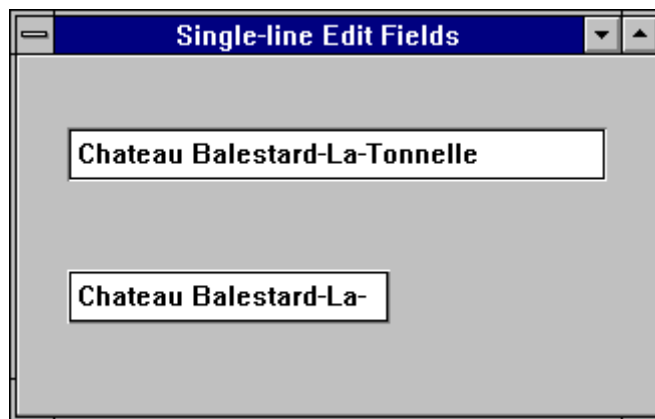 Single-line Edit Fields
Chateau Balestard-La-Tonnelle
Chateau Balestard-La-